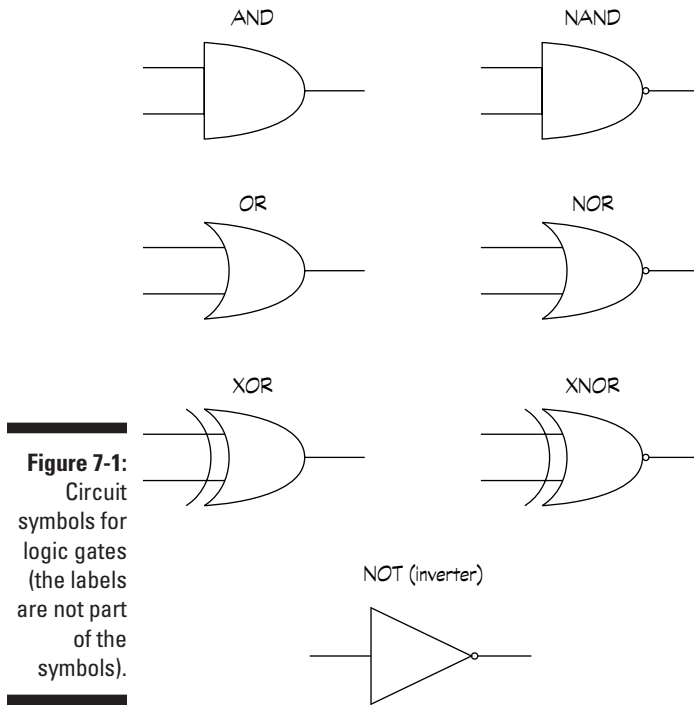 AND
NAND
OR
NOR
XOR
XNOR
Figure 7-1:
Circuit
symbols for
logic gates
(the labels
are not part
of the
symbols).
NOT (inverter)